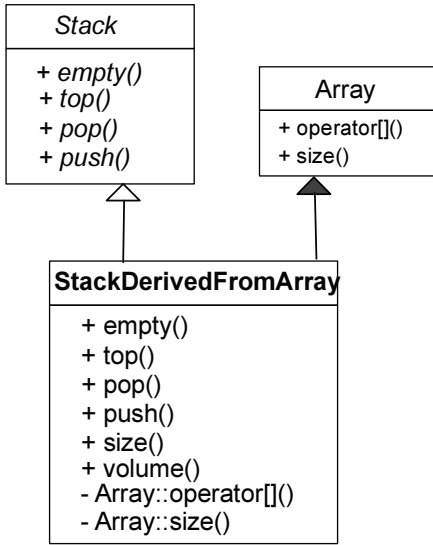 Stack
+ empty()
+ top()
+ pop()
+ push()
Array
+ operator[]()
+ size()
StackDerivedFromArray
+ empty()
+ top()
+ pop()
+ push()
+ size()
+ volume()
- Array::operator[]()
- Array::size()